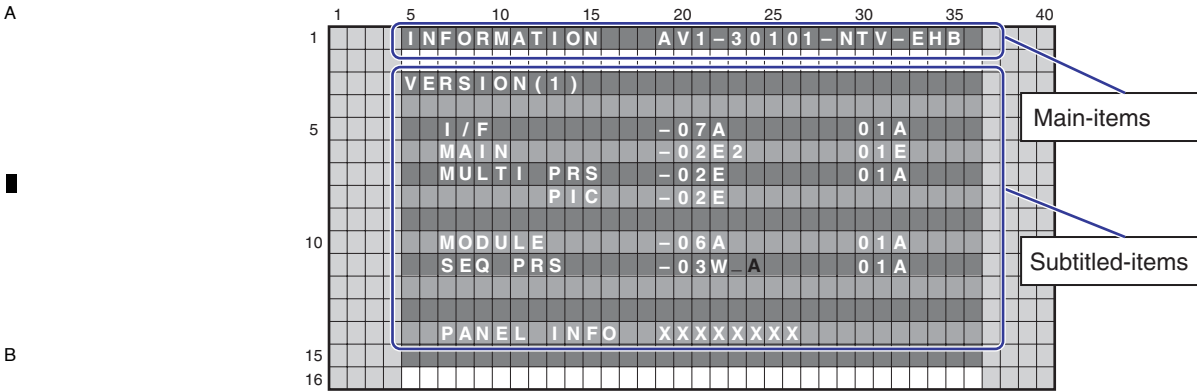 A
1 5 10 15 20 25 30 35 40
1 INFORMATION AV1–30101–NTV–EHB
VERSION(1)
Main-items
5 I/F –07A 01A
MAIN –02E2 01E
MULTI PRS –02E 01A
PIC –02E
10 MODULE –06A 01A
SEQ PRS –03W_A 01A
Subtitled-items
PANEL INFO XXXXXXXX
B
15
16